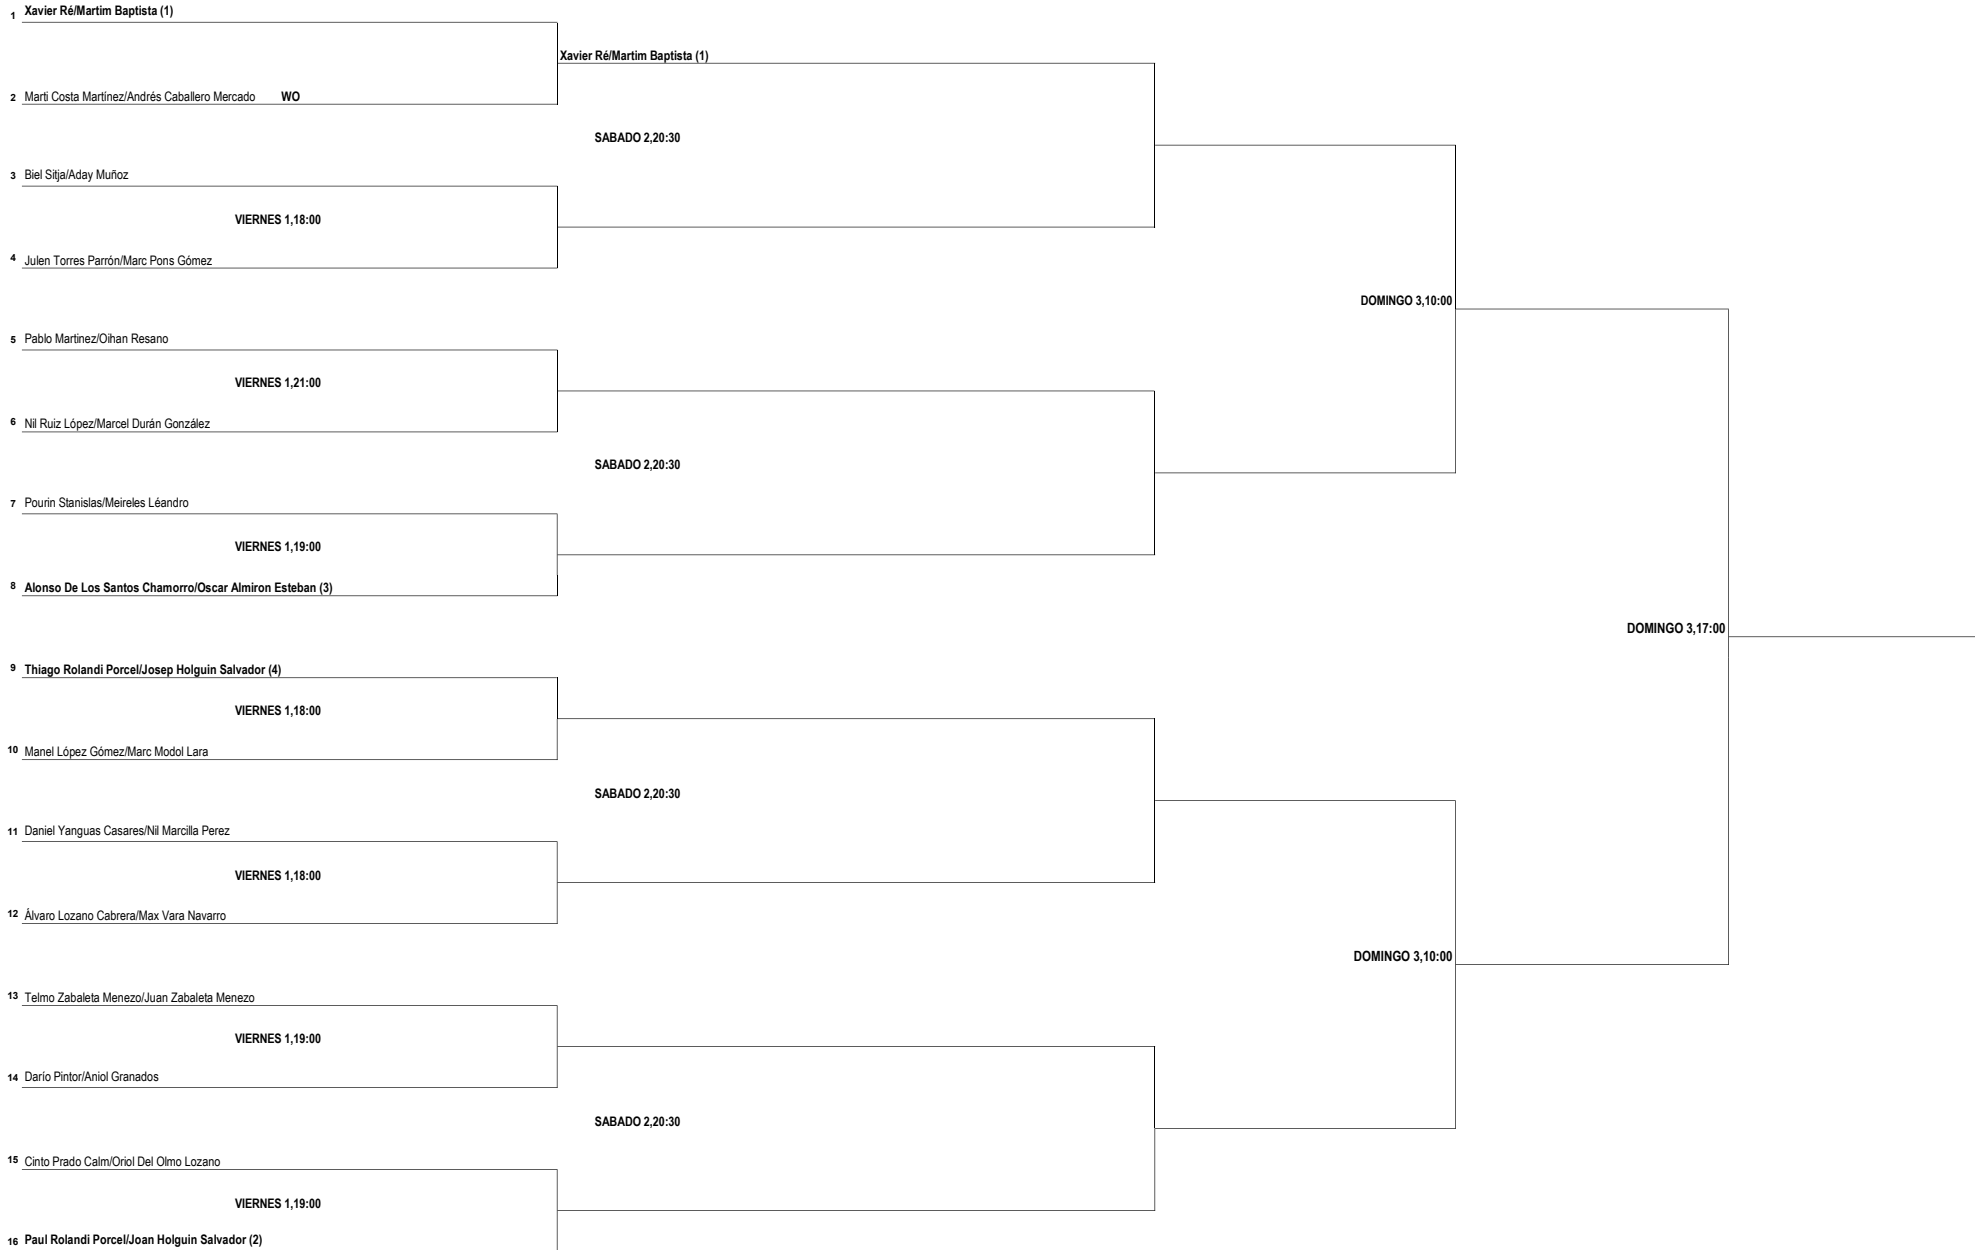 1 Xavier Ré/Martim Baptista (1)
Xavier Ré/Martim Baptista (1)
2 Marti Costa Martínez/Andrés Caballero Mercado WO
SABADO 2,20:30
3 Biel Sitja/Aday Muñoz
VIERNES 1,18:00
4 Julen Torres Parrón/Marc Pons Gómez
DOMINGO 3,10:00
5 Pablo Martinez/Oihan Resano
VIERNES 1,21:00
6 Nil Ruiz López/Marcel Durán González
SABADO 2,20:30
7 Pourin Stanislas/Meireles Léandro
VIERNES 1,19:00
8 Alonso De Los Santos Chamorro/Oscar Almiron Esteban (3)
DOMINGO 3,17:00
9 Thiago Rolandi Porcel/Josep Holguin Salvador (4)
VIERNES 1,18:00
10 Manel López Gómez/Marc Modol Lara
SABADO 2,20:30
11 Daniel Yanguas Casares/Nil Marcilla Perez
VIERNES 1,18:00
12 Álvaro Lozano Cabrera/Max Vara Navarro
DOMINGO 3,10:00
13 Telmo Zabaleta Menezo/Juan Zabaleta Menezo
VIERNES 1,19:00
14 Darío Pintor/Aniol Granados
SABADO 2,20:30
15 Cinto Prado Calm/Oriol Del Olmo Lozano
VIERNES 1,19:00
16 Paul Rolandi Porcel/Joan Holguin Salvador (2)